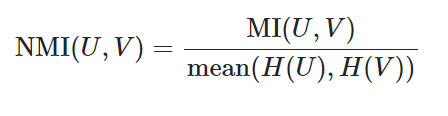 NMI(U, V) = MI(U, V) / mean(H(U), H(V))